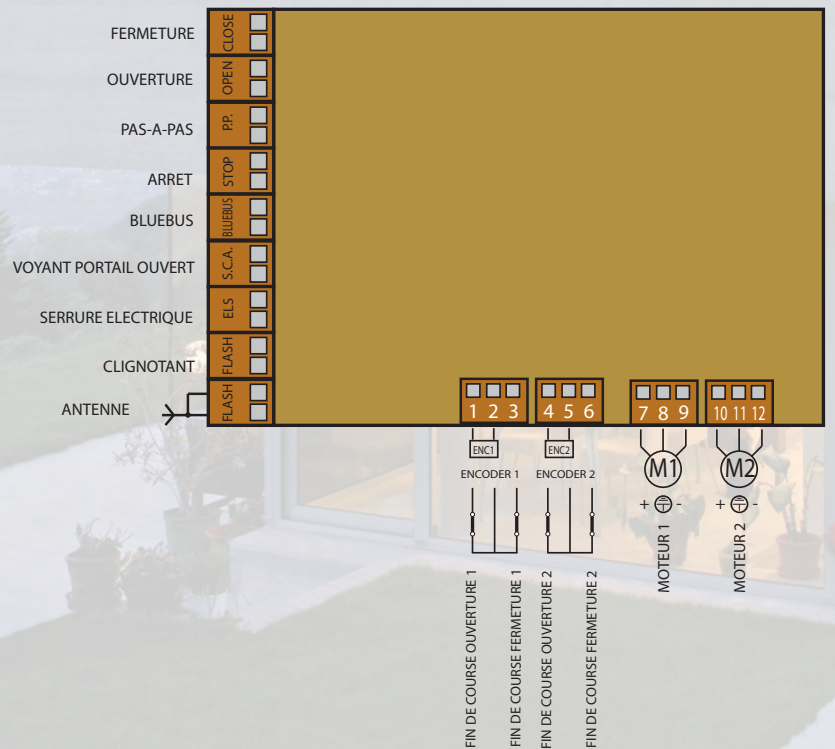 FERMETURE CLOSE
OUVERTURE OPEN
PAS-A-PAS P.P.
ARRET STOP
BLUEBUS BLUEBUS
VOYANT PORTAIL OUVERT S.C.A.
SERRURE ELECTRIQUE ELS
CLIGNOTANT FLASH
ANTENNE FLASH
1 2 3 4 5 6 7 8 9 10 11 12
ENC1 ENC2 M1 M2
ENCODER 1 ENCODER 2
+ - + -
FIN DE COURSE OUVERTURE 1
FIN DE COURSE FERMETURE 1
FIN DE COURSE OUVERTURE 2
FIN DE COURSE FERMETURE 2
MOTEUR 1
MOTEUR 2